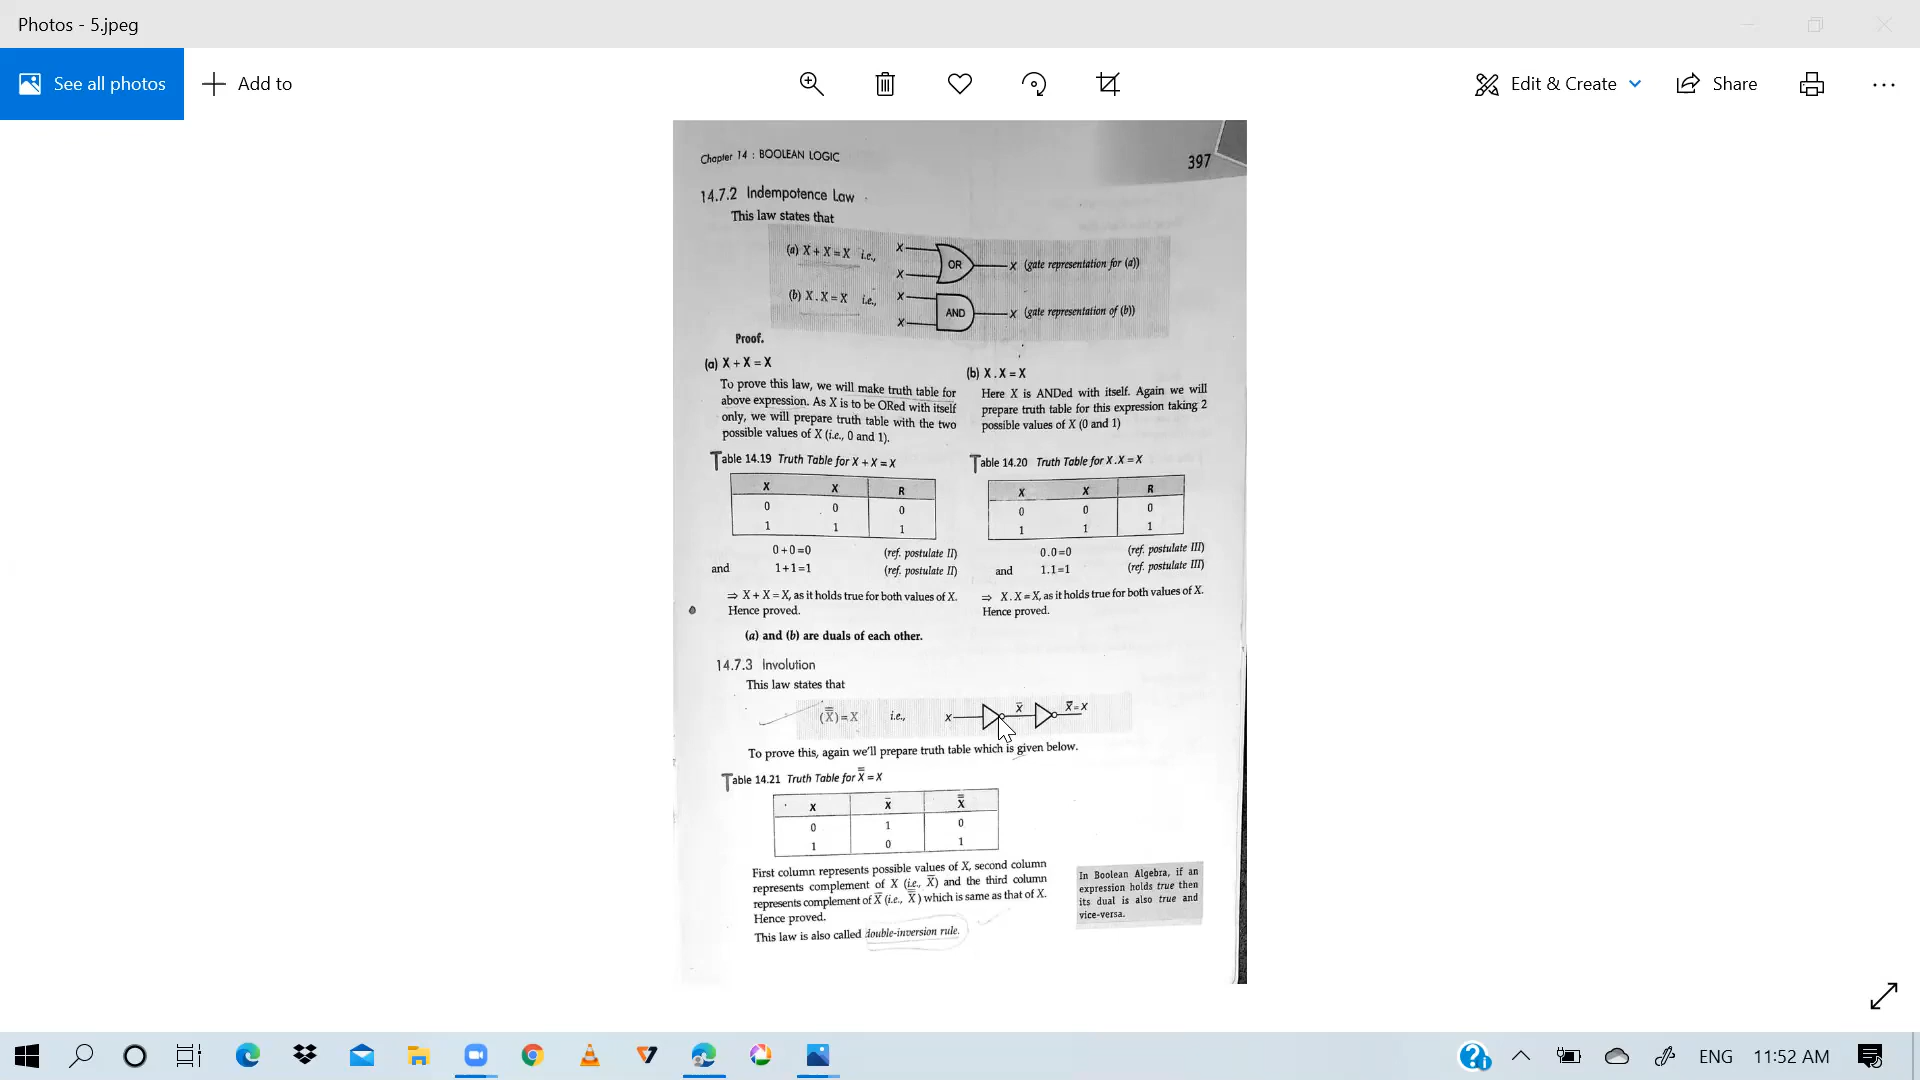 Photos - 5.jpeg
See all photos
Add to
Edit & Create
Share
Chapter 14 : BOOLEAN LOGIC
397
14.7.2 Indempotence Law
This law states that
(a) X + X = X i.e.,
X
X
OR
X (gate representation for (a))
(b) X . X = X i.e.,
X
X
AND
X (gate representation of (b))
Proof.
(a) X + X = X
To prove this law, we will make truth table for
above expression. As X is to be ORed with itself
only, we will prepare truth table with the two
possible values of X (i.e., 0 and 1).
Table 14.19 Truth Table for X + X = X
X X R
0 0 0
1 1 1
0+0=0 (ref. postulate II)
and 1+1=1 (ref. postulate II)
⇒ X + X = X, as it holds true for both values of X.
Hence proved.
(b) X . X = X
Here X is ANDed with itself. Again we will
prepare truth table for this expression taking 2
possible values of X (0 and 1)
Table 14.20 Truth Table for X .X = X
X X R
0 0 0
1 1 1
0.0=0 (ref. postulate III)
and 1.1=1 (ref. postulate III)
⇒ X . X = X, as it holds true for both values of X.
Hence proved.
(a) and (b) are duals of each other.
14.7.3 Involution
This law states that
(X̿) = X i.e., X X̄ X̿=X
To prove this, again we'll prepare truth table which is given below.
Table 14.21 Truth Table for X̿ = X
X X̄ X̿
0 1 0
1 0 1
First column represents possible values of X, second column
represents complement of X (i.e., X̄) and the third column
represents complement of X̄ (i.e., X̿) which is same as that of X.
Hence proved.
This law is also called double-inversion rule.
In Boolean Algebra, if an
expression holds true then
its dual is also true and
vice-versa.
ENG
11:52 AM